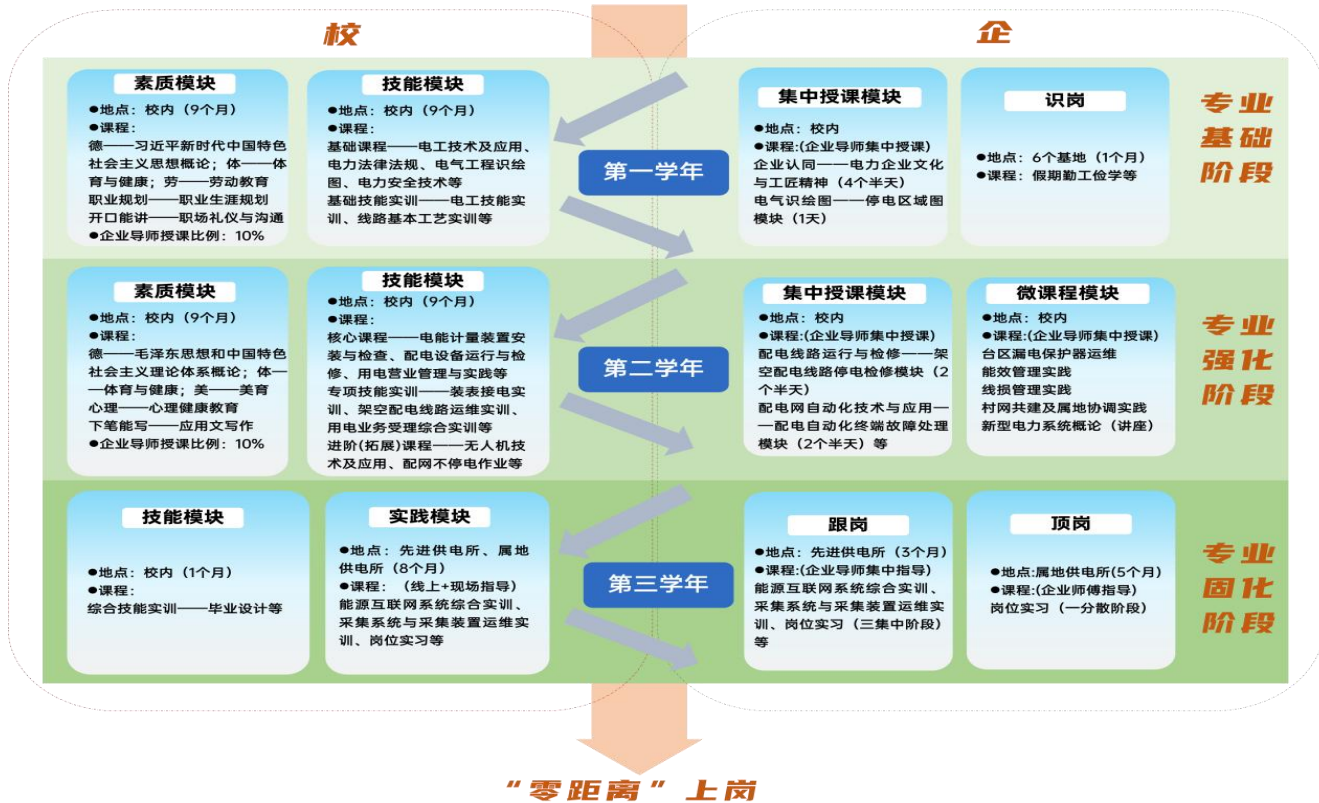 校
企
素质模块
●地点：校内（9个月）
●课程：
德——习近平新时代中国特色
社会主义思想概论；体——体
育与健康；劳——劳动教育
职业规划——职业生涯规划
开口能讲——职场礼仪与沟通
●企业导师授课比例：10%
技能模块
●地点：校内（9个月）
●课程：
基础课程——电工技术及应用、
电力法律法规、电气工程识绘
图、电力安全技术等
基础技能实训——电工技能实
训、线路基本工艺实训等
第一学年
集中授课模块
●地点：校内
●课程:(企业导师集中授课)
企业认同——电力企业文化
与工匠精神（4个半天）
电气识绘图——停电区域图
模块（1天）
识岗
●地点：6个基地（1个月）
●课程：假期勤工俭学等
专业
基础
阶段
素质模块
●地点：校内（9个月）
●课程：
德——毛泽东思想和中国特色
社会主义理论体系概论；体—
—体育与健康；美——美育
心理——心理健康教育
下笔能写——应用文写作
●企业导师授课比例：10%
技能模块
●地点：校内（9个月）
●课程：
核心课程——电能计量装置安
装与检查、配电设备运行与检
修、用电营业管理与实践等
专项技能实训——装表接电实
训、架空配电线路运维实训、
用电业务受理综合实训等
进阶(拓展)课程——无人机技
术及应用、配网不停电作业等
第二学年
集中授课模块
●地点：校内
●课程:(企业导师集中授课)
配电线路运行与检修——架
空配电线路停电检修模块（2
个半天）
配电网自动化技术与应用—
—配电自动化终端故障处理
模块（2个半天）等
微课程模块
●地点：校内
●课程:(企业导师集中授课)
台区漏电保护器运维
能效管理实践
线损管理实践
村网共建及属地协调实践
新型电力系统概论（讲座）
专业
强化
阶段
技能模块
●地点：校内（1个月）
●课程：
综合技能实训——毕业设计等
实践模块
●地点：先进供电所、属地
供电所（8个月）
●课程：（线上+现场指导）
能源互联网系统综合实训、
采集系统与采集装置运维实
训、岗位实习等
第三学年
跟岗
●地点：先进供电所（3个月）
●课程:(企业导师集中指导)
能源互联网系统综合实训、
采集系统与采集装置运维实
训、岗位实习（三集中阶段）
等
顶岗
●地点:属地供电所(5个月)
●课程:(企业师傅指导)
岗位实习（一分散阶段）
专业
固化
阶段
“零距离”上岗